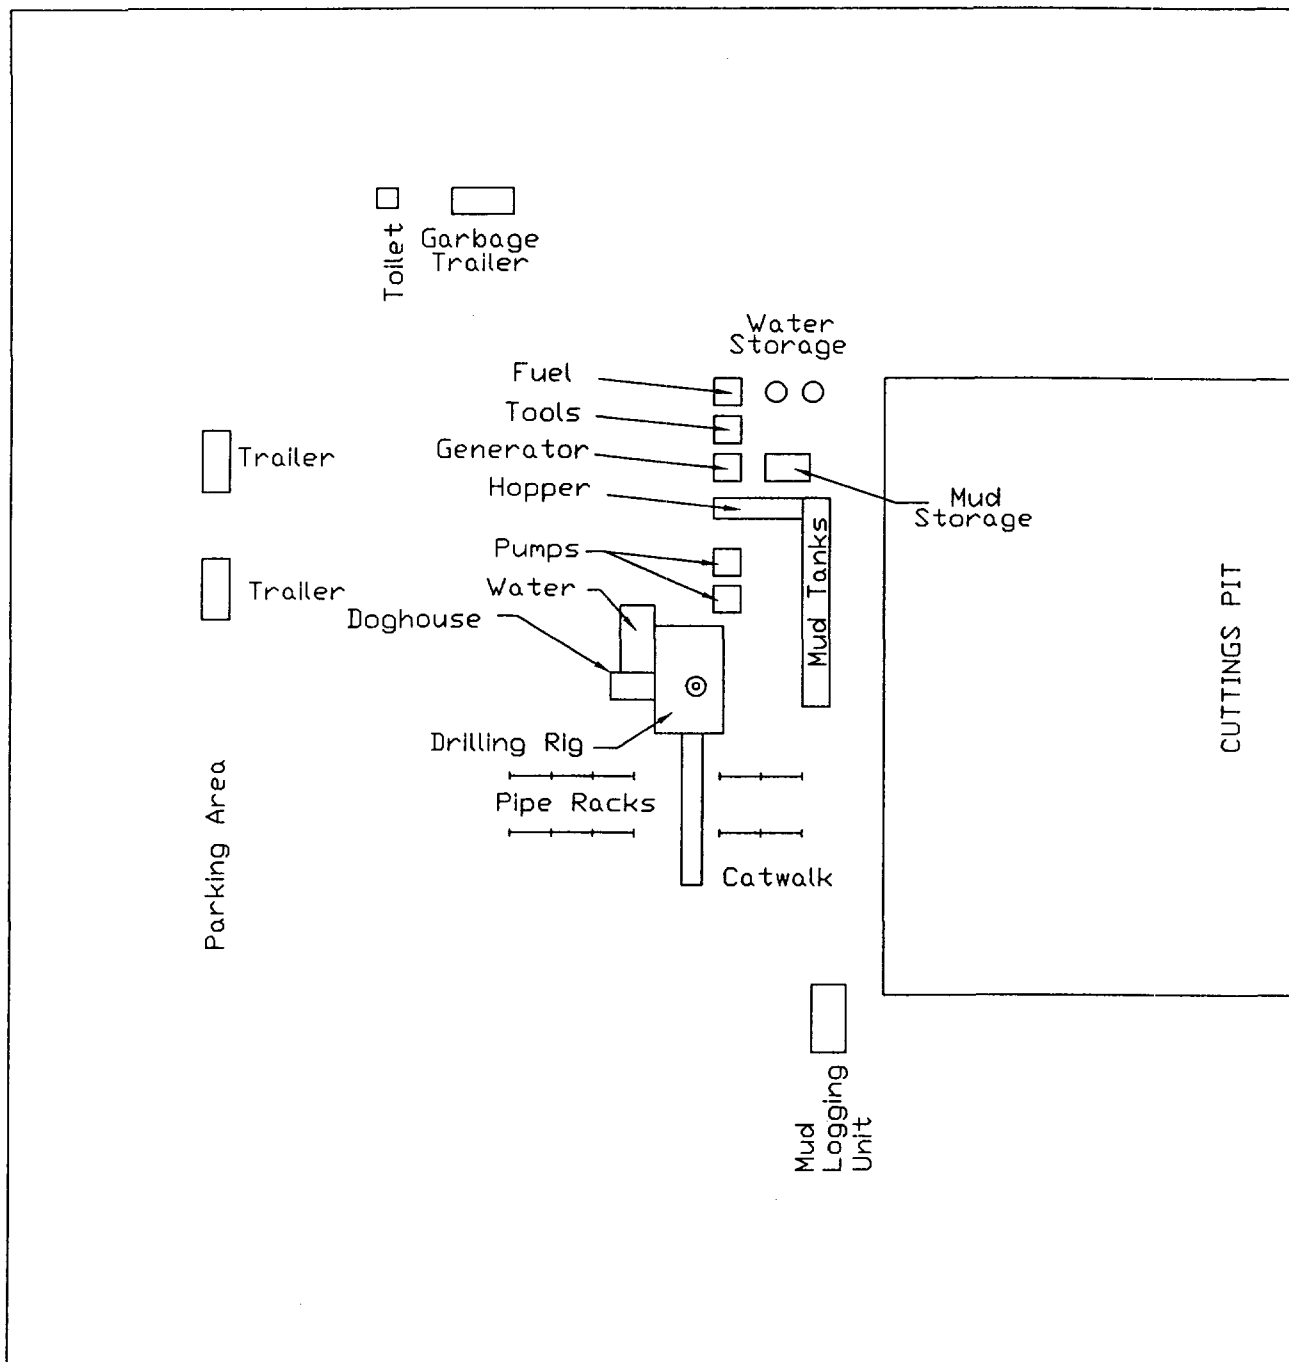 Toilet
Garbage
Trailer
Water
Storage
Fuel
Tools
Generator
Hopper
Mud
Storage
Trailer
Pumps
Mud Tanks
Water
Trailer
Doghouse
CUTTINGS PIT
Drilling Rig
Pipe Racks
Parking Area
Catwalk
Mud
Logging
Unit